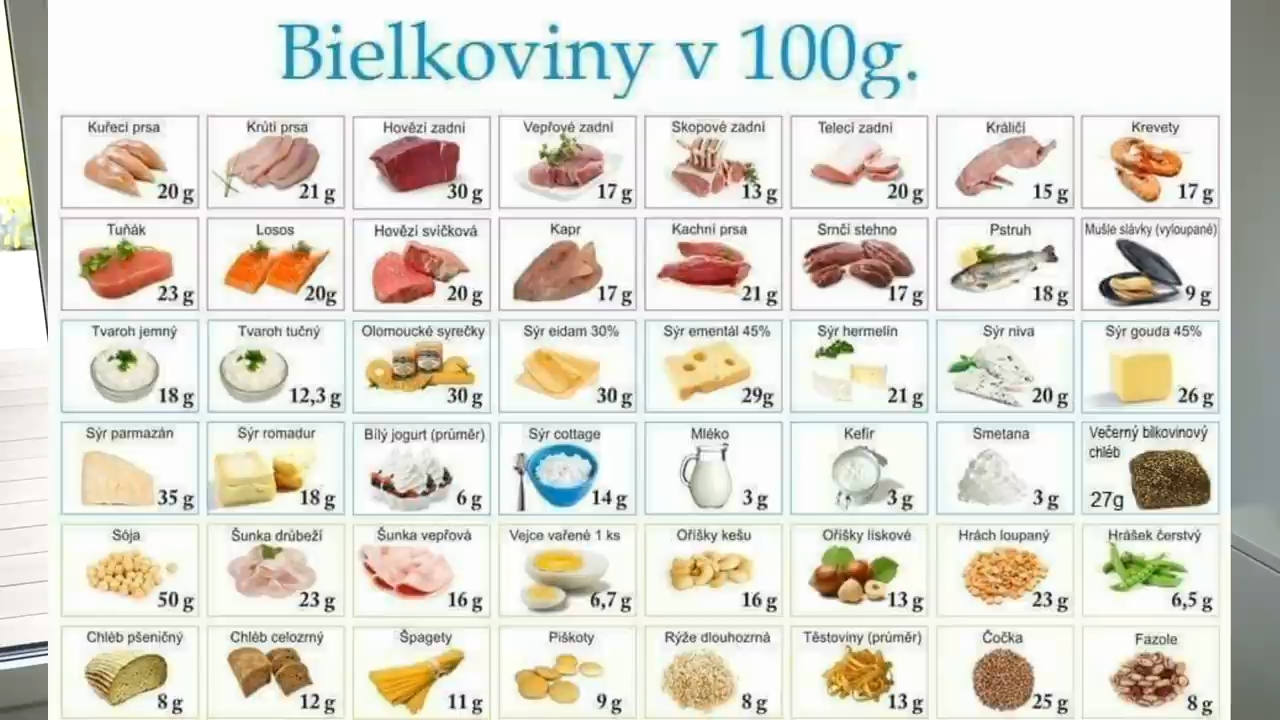 Bielkoviny v 100g.
Kuřecí prsa
20 g
Krůtí prsa
21 g
Hovězí zadní
30 g
Vepřové zadní
17 g
Skopové zadní
13 g
Telecí zadní
20 g
Králičí
15 g
Krevety
17 g
Tuňák
23 g
Losos
20g
Hovězí svíčková
20 g
Kapr
17 g
Kachní prsa
21 g
Srnčí stehno
17 g
Pstruh
18 g
Mušle slávky (vyloupané)
9 g
Tvaroh jemný
18 g
Tvaroh tučný
12,3 g
Olomoucké syrečky
30 g
Sýr eidam 30%
30 g
Sýr ementál 45%
29g
Sýr hermelín
21 g
Sýr niva
20 g
Sýr gouda 45%
26 g
Sýr parmazán
35 g
Sýr romadur
18 g
Bílý jogurt (průměr)
6 g
Sýr cottage
14 g
Mléko
3 g
Kefír
3 g
Smetana
3 g
Večerný bílkovinový
chléb
27g
Sója
50 g
Šunka drůbeží
23 g
Šunka vepřová
16 g
Vejce vařené 1 ks
6,7 g
Oříšky kešu
16 g
Oříšky lískové
13 g
Hrách loupaný
23 g
Hrášek čerstvý
6,5 g
Chléb pšeničný
8 g
Chléb celozrný
12 g
Špagety
11 g
Piškoty
9 g
Rýže dlouhozrná
8 g
Těstoviny (průměr)
13 g
Čočka
25 g
Fazole
8 g